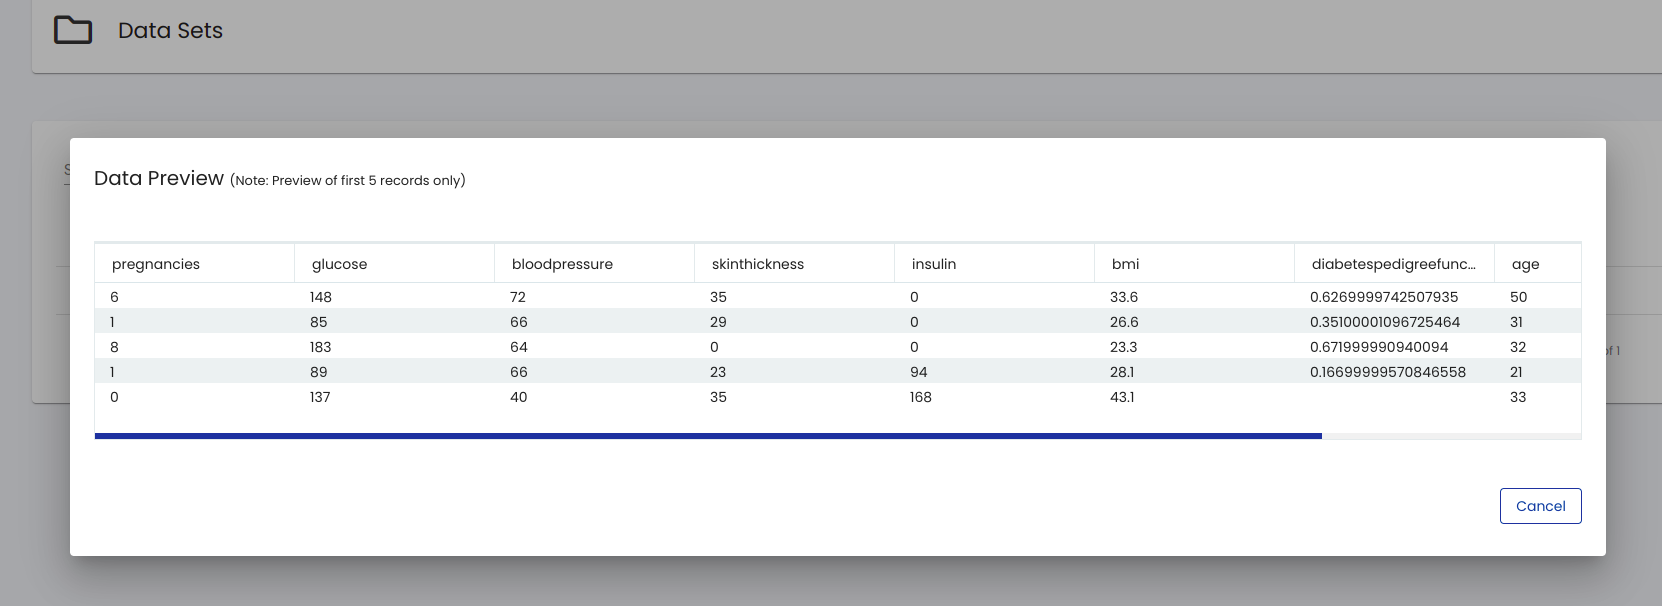 Data Sets
S
Data Preview (Note: Preview of first 5 records only)
pregnancies glucose bloodpressure skinthickness insulin bmi diabetespedigreefunc... age
6 148 72 35 0 33.6 0.6269999742507935 50
1 85 66 29 0 26.6 0.35100001096725464 31
8 183 64 0 0 23.3 0.671999990940094 32
of 1
1 89 66 23 94 28.1 0.16699999570846558 21
0 137 40 35 168 43.1 33
Cancel